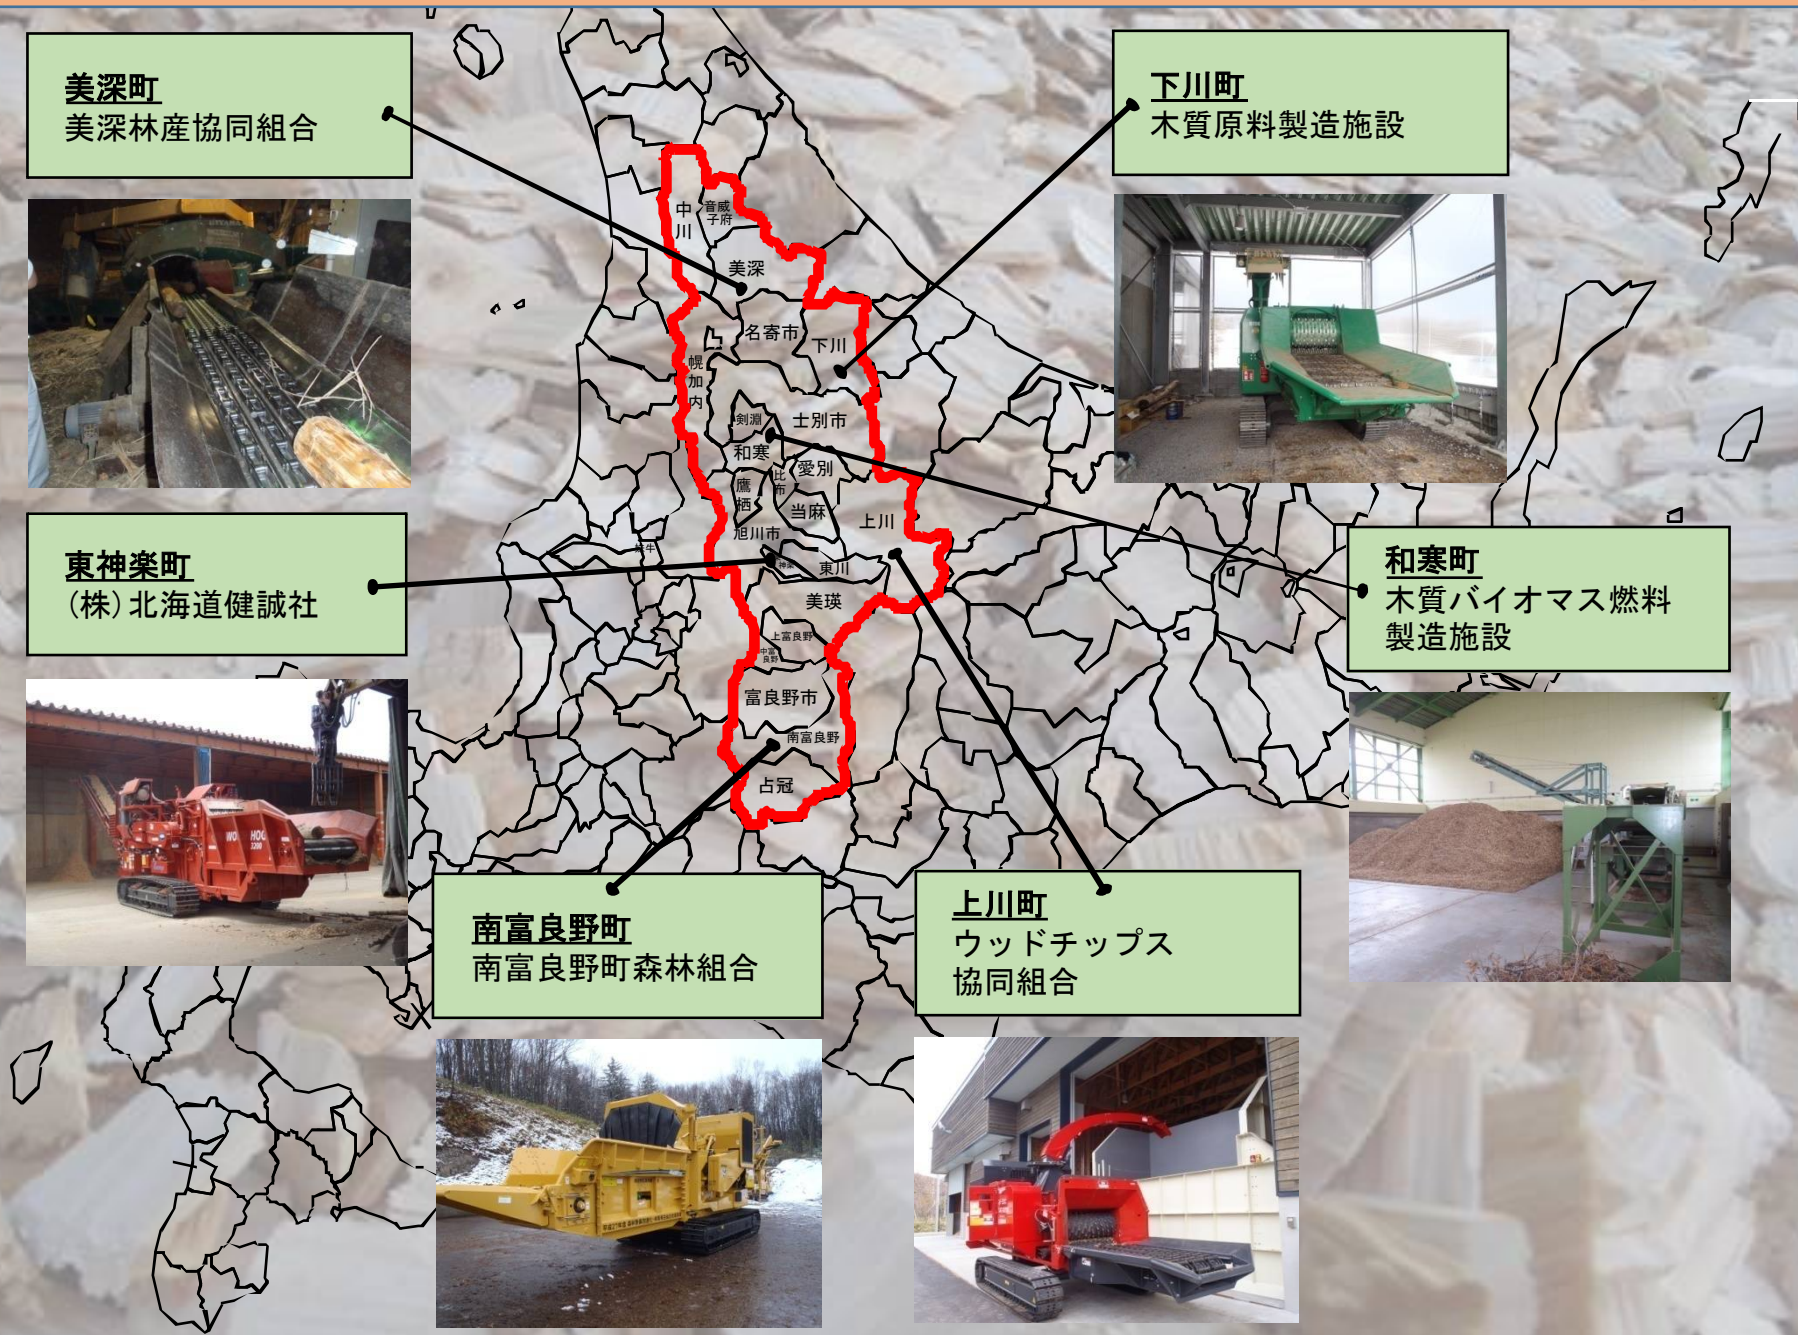 美深町
美深林産協同組合
下川町
木質原料製造施設
中川
音威
子府
美深
名寄市
下川
幌加内
剣淵
士別市
和寒
比布
愛別
鷹栖
当麻
上川
旭川市
神楽
東川
美瑛
上富良野
中富
良野
富良野市
南富良野
占冠
東神楽町
(株)北海道健誠社
和寒町
木質バイオマス燃料
製造施設
南富良野町
南富良野町森林組合
上川町
ウッドチップス
協同組合